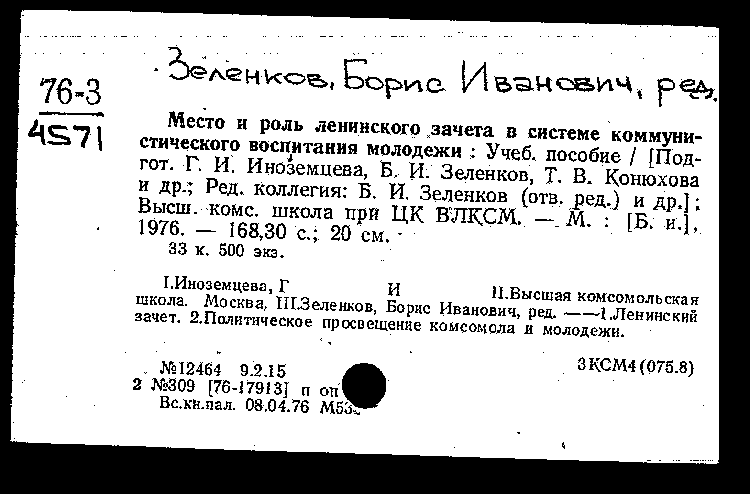 Зеленков, Борис Иванович, ред.
76-3
4571
Место и роль ленинского зачета в системе коммуни-
стического воспитания молодежи : Учеб. пособие / [Под-
гот. Г. И. Иноземцева, Б. И. Зеленков, Т. В. Конюхова
и др.; Ред. коллегия: Б. И. Зеленков (отв. ред.) и др.] ;
Высш. комс. школа при ЦК ВЛКСМ. — М. : [Б. и.],
1976. — 168,30 с.; 20 см.
33 к. 500 экз.
I.Иноземцева, Г И II.Высшая комсомольская
школа. Москва, III.Зеленков, Борис Иванович, ред. ——1.Ленинский
зачет. 2.Политическое просвещение комсомола и молодежи.
№12464 9.2.15 3КСМ4(075.8)
2 №309 [76-17913] п оп
Вс.кн.пал. 08.04.76 М53